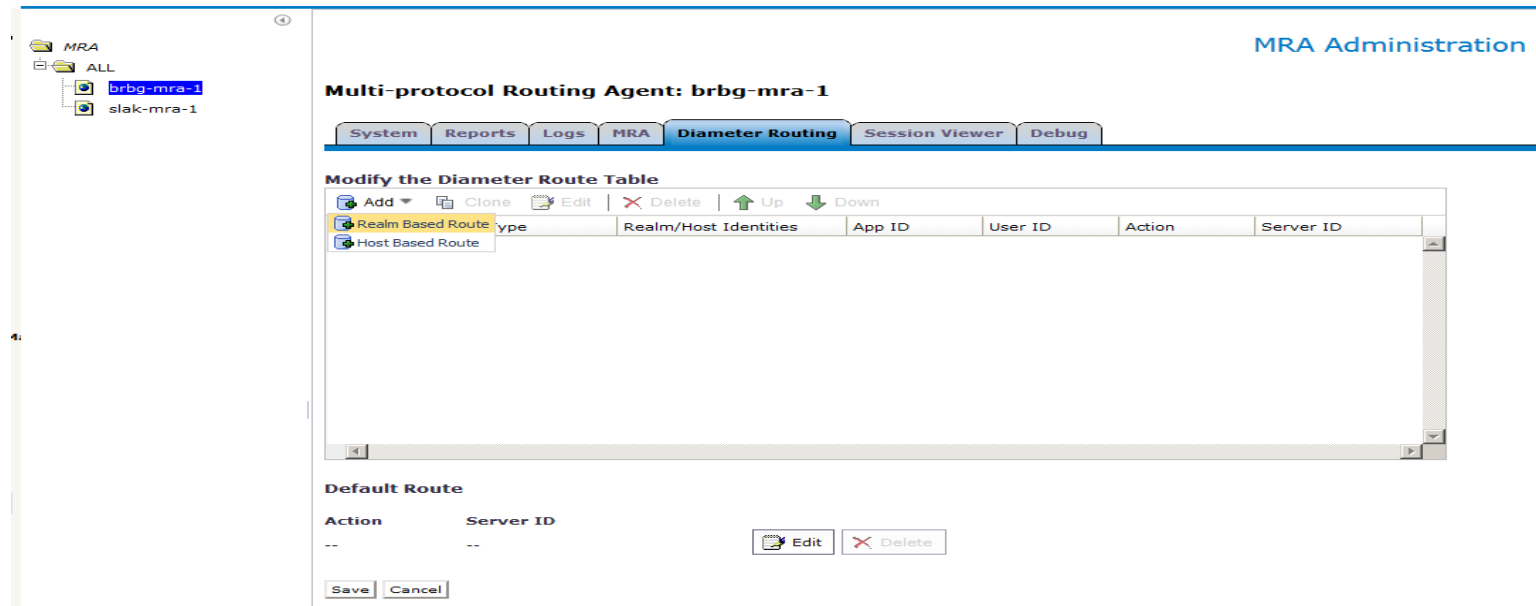 MRA
ALL
brbg-mra-1
slak-mra-1
MRA Administration
Multi-protocol Routing Agent: brbg-mra-1
System Reports Logs MRA Diameter Routing Session Viewer Debug
Modify the Diameter Route Table
Add Clone Edit Delete Up Down
Realm Based Route
Host Based Route
Realm/Host Identities App ID User ID Action Server ID
Default Route
Action Server ID
-- --
Edit Delete
Save Cancel